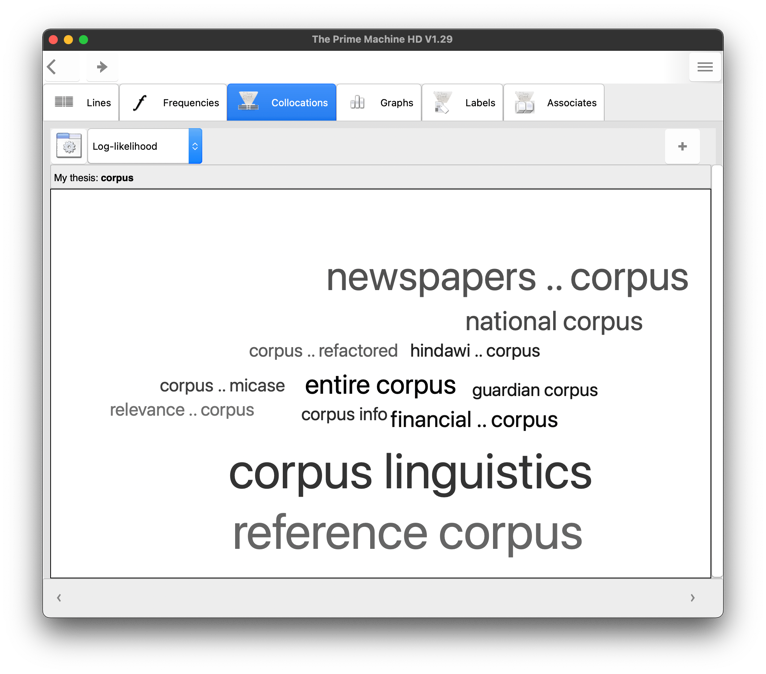 The Prime Machine HD V1.29
Lines Frequencies Collocations Graphs Labels Associates
Log-likelihood
My thesis: corpus
newspapers .. corpus
national corpus
corpus .. refactored hindawi .. corpus
corpus .. micase entire corpus guardian corpus
relevance .. corpus corpus info financial .. corpus
corpus linguistics
reference corpus